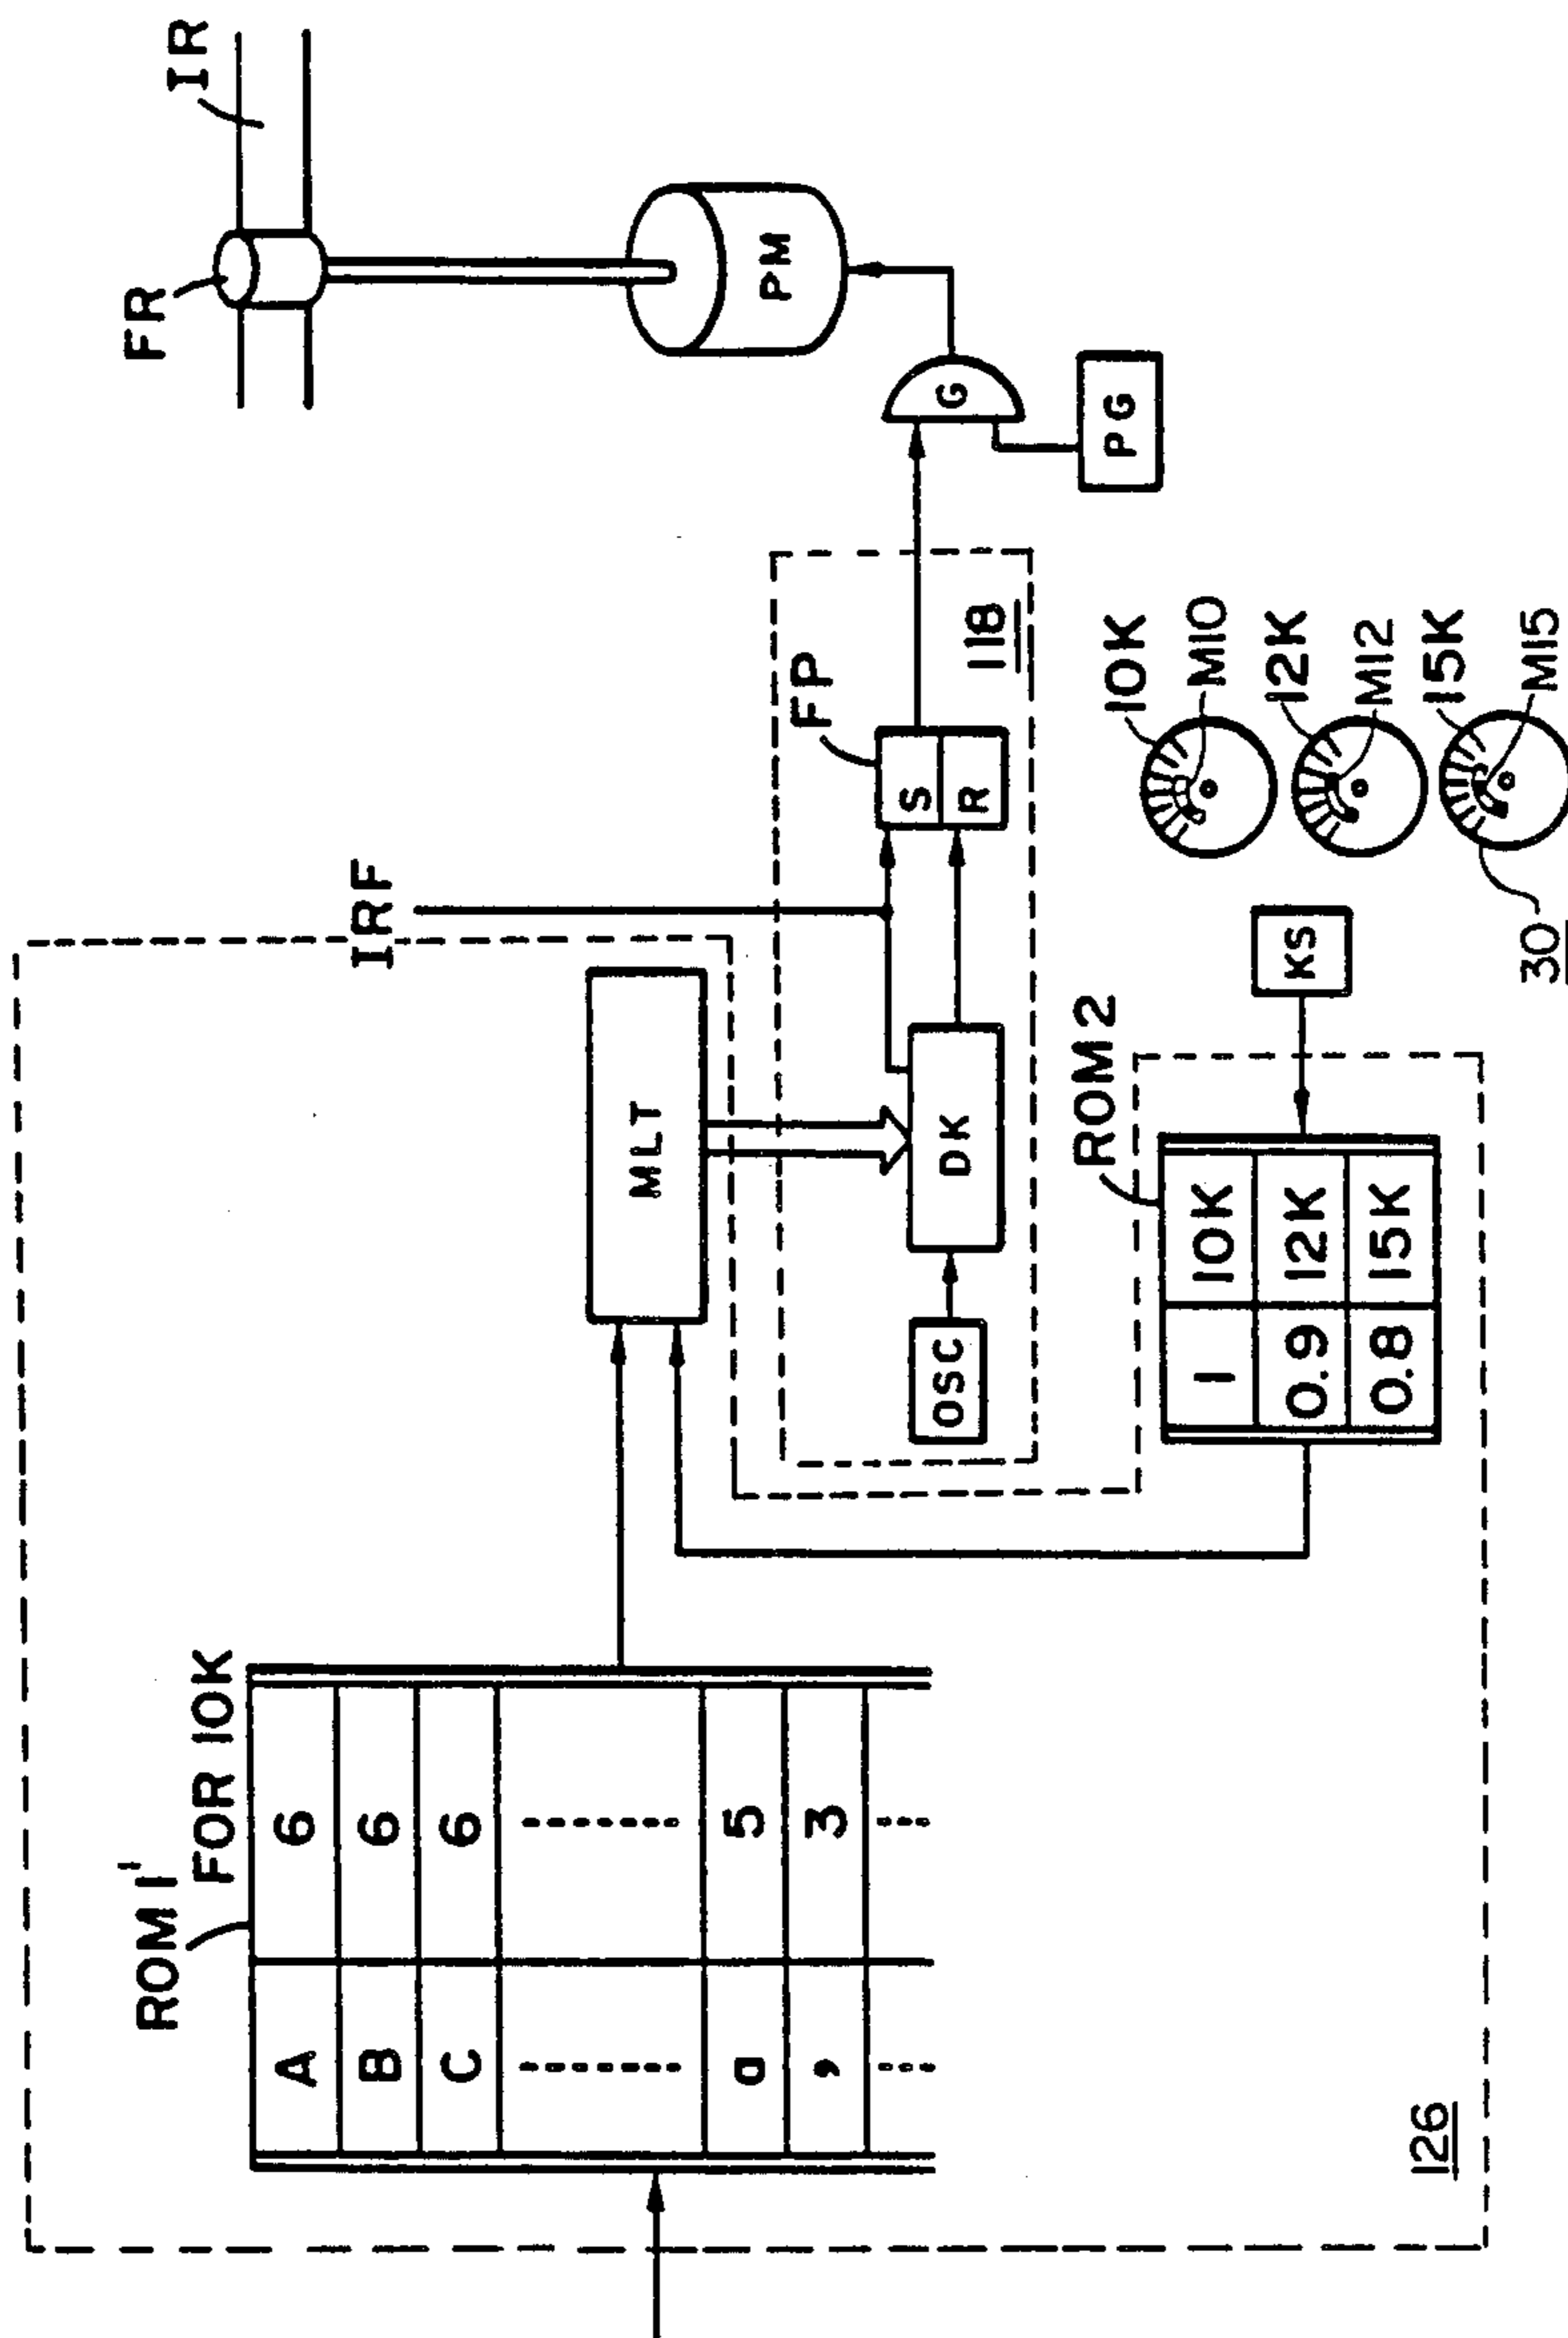 ROM 1'
FOR 10K
A 6
B 6
C 6
a 5
, 3
126
MLT
IRF
OSC
DK
FP
S
R
118
ROM 2
1 10K
0.9 12K
0.8 15K
KS
FR
IR
PM
G
PG
10K
M10
12K
M12
15K
M15
30